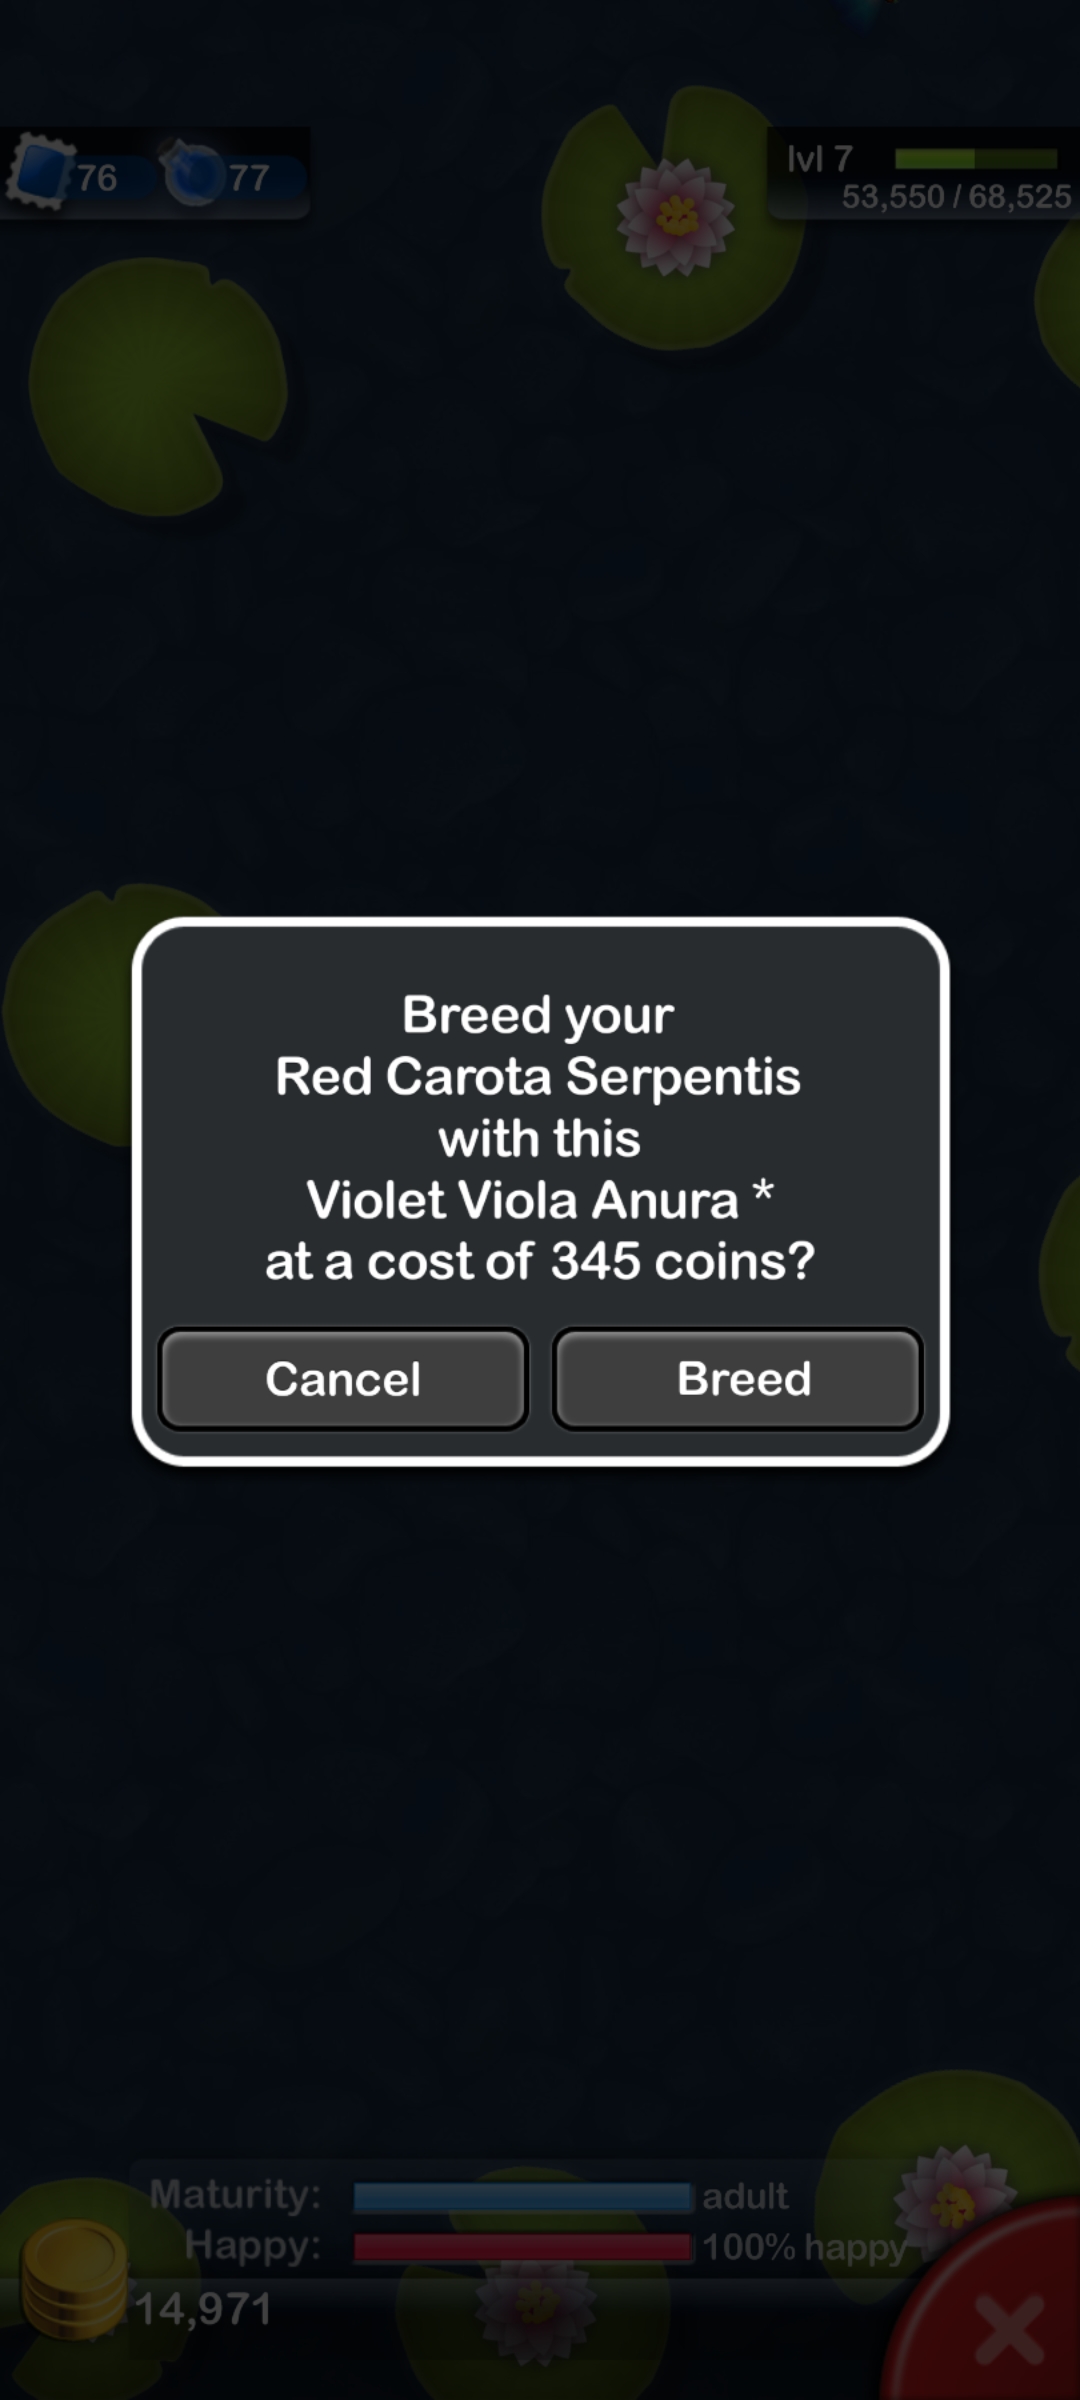 76 77
lvl 7
53,550 / 68,525
Breed your
Red Carota Serpentis
with this
Violet Viola Anura *
at a cost of 345 coins?
Cancel Breed
Maturity: adult
Happy: 100% happy
14,971